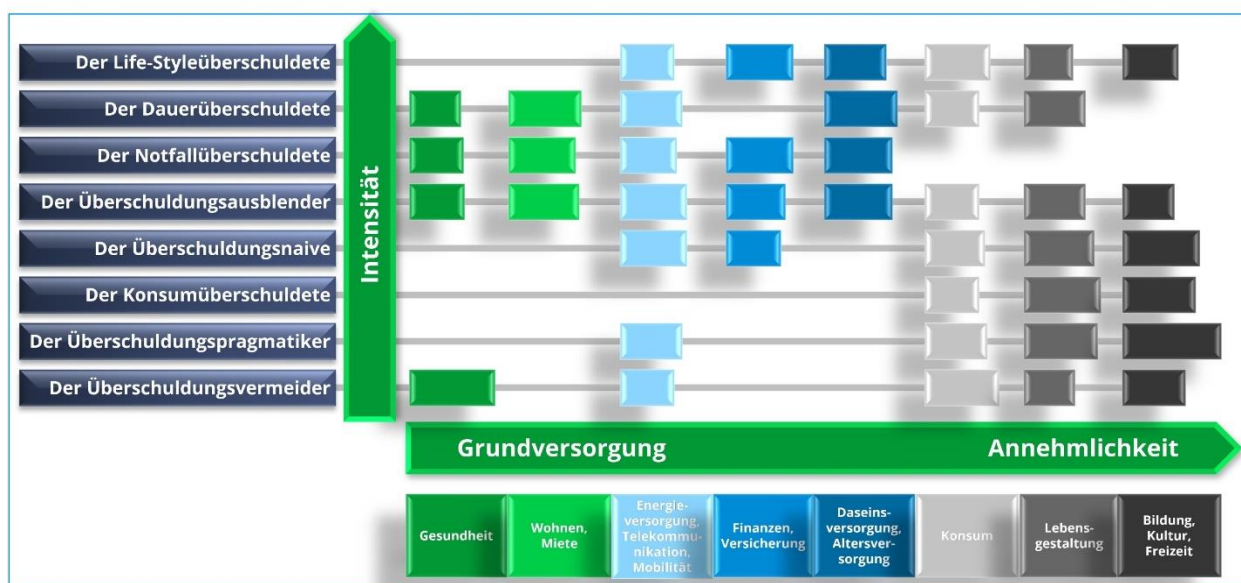 Der Life-Styleüberschuldete
Der Dauerüberschuldete
Der Notfallüberschuldete
Der Überschuldungsausblender
Der Überschuldungsnaive
Der Konsumüberschuldete
Der Überschuldungspragmatiker
Der Überschuldungsvermeider
Intensität
Grundversorgung
Annehmlichkeit
Gesundheit
Wohnen,
Miete
Energie-
versorgung,
Telekommu-
nikation,
Mobilität
Finanzen,
Versicherung
Daseins-
versorgung,
Altersver-
sorgung
Konsum
Lebens-
gestaltung
Bildung,
Kultur,
Freizeit